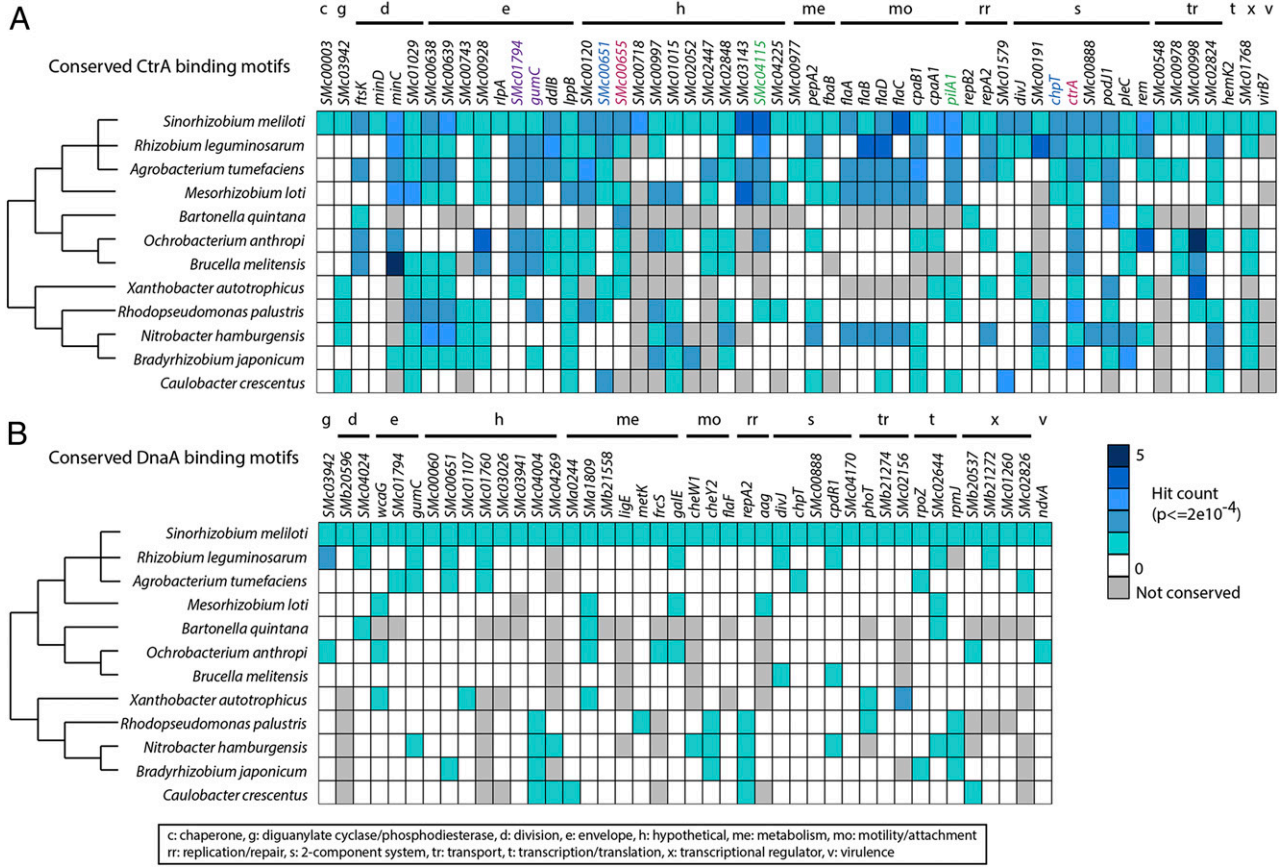 A
c g d e h me mo rr s tr t x v
Conserved CtrA binding motifs
SMc00003
SMc03942
ftsK
minD
minC
SMc01029
SMc00638
SMc00639
SMc00743
SMc00928
rlpA
SMc01794
gumC
ddlB
lppB
SMc00120
SMc00651
SMc00655
SMc00718
SMc00997
SMc01015
SMc02052
SMc02447
SMc02848
SMc03143
SMc04115
SMc04225
SMc00977
pepA2
fbaB
flaA
flaB
flaD
flaC
cpaB1
cpaA1
pilA1
repB2
repA2
SMc01579
divJ
SMc00191
chpT
ctrA
SMc00888
podJ1
pleC
rem
SMc00548
SMc00978
SMc00998
SMc02824
hemK2
SMc01768
virB7
Sinorhizobium meliloti
Rhizobium leguminosarum
Agrobacterium tumefaciens
Mesorhizobium loti
Bartonella quintana
Ochrobacterium anthropi
Brucella melitensis
Xanthobacter autotrophicus
Rhodopseudomonas palustris
Nitrobacter hamburgensis
Bradyrhizobium japonicum
Caulobacter crescentus
B
g d e h me mo rr s tr t x v
Conserved DnaA binding motifs
SMc03942
SMb20596
SMc04024
wcaG
SMc01794
gumC
SMc00060
SMc00651
SMc01107
SMc01760
SMc03026
SMc03941
SMc04004
SMc04269
SMa0244
SMa1809
SMb21558
ligE
metK
frcS
galE
cheW1
cheY2
flaF
repA2
aag
divJ
chpT
SMc00888
cpdR1
SMc04170
phoT
SMb21274
SMc02156
rpoZ
SMc02644
rpmJ
SMb20537
SMb21272
SMc01260
SMc02826
ndvA
Sinorhizobium meliloti
Rhizobium leguminosarum
Agrobacterium tumefaciens
Mesorhizobium loti
Bartonella quintana
Ochrobacterium anthropi
Brucella melitensis
Xanthobacter autotrophicus
Rhodopseudomonas palustris
Nitrobacter hamburgensis
Bradyrhizobium japonicum
Caulobacter crescentus
5
Hit count
(p<=2e10⁻⁴)
0
Not conserved
c: chaperone, g: diguanylate cyclase/phosphodiesterase, d: division, e: envelope, h: hypothetical, me: metabolism, mo: motility/attachment
rr: replication/repair, s: 2-component system, tr: transport, t: transcription/translation, x: transcriptional regulator, v: virulence